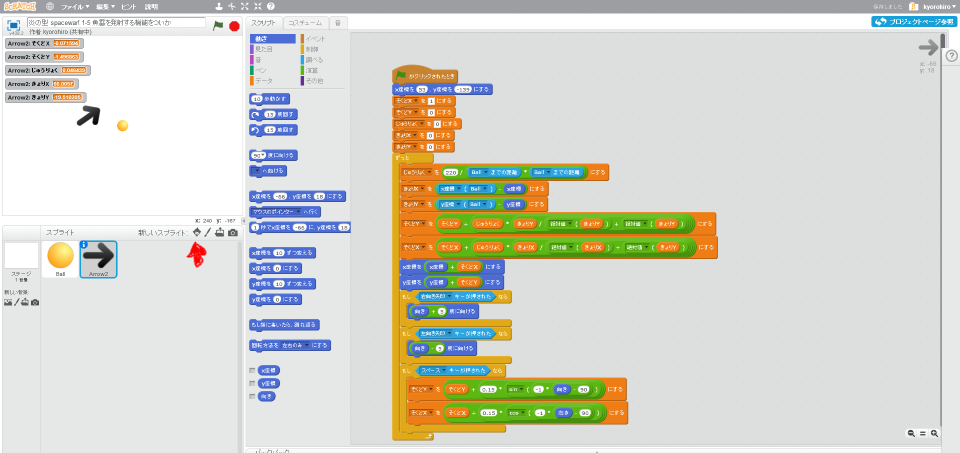 SCRATCH ファイル▼ 編集▼ ヒント 説明
保存しました kyorohiro▼
炎の型 spacewarf 1-5 魚雷を発射する機能をついか
作者 kyorohiro (共有中)
プロジェクトページ参照
Arrow2: そくどX
Arrow2: そくどY
Arrow2: じゅうりょく
Arrow2: きょりX
Arrow2: きょりY
x: 240 y: -167
スプライト 新しいスプライト:
ステージ
1 背景
新しい背景:
Ball
Arrow2
スクリプト コスチューム 音
動き イベント
見た目 制御
音 調べる
ペン 演算
データ その他
10 歩動かす
15 度回す
15 度回す
90▼ 度に向ける
へ向ける
x座標を -66 、y座標を 18 にする
マウスのポインター へ行く
1 秒でx座標を -66 に、y座標を 18
x座標を 10 ずつ変える
x座標を 0 にする
y座標を 10 ずつ変える
y座標を 0 にする
もし端に着いたら、跳ね返る
回転方法を 左右のみ にする
x座標
y座標
向き
がクリックされたとき
x座標を 53 、y座標を -139 にする
そくどX を 1 にする
そくどY を 0 にする
じゅうりょく を 0 にする
きょりX を 0 にする
きょりY を 0 にする
ずっと
じゅうりょく を 220 / Ball までの距離 * Ball までの距離 にする
きょりX を x座標 ( Ball ) - x座標 にする
きょりY を y座標 ( Ball ) - y座標 にする
そくどY を そくどY + じゅうりょく * きょりY / 絶対値 ( きょりY ) + 絶対値 ( きょりY ) にする
そくどX を そくどX + じゅうりょく * きょりX / 絶対値 ( きょりX ) + 絶対値 ( きょりY ) にする
x座標を x座標 + そくどX にする
y座標を y座標 + そくどY にする
もし 右向き矢印 キーが押された なら
向き + 5 度に向ける
もし 左向き矢印 キーが押された なら
向き - 5 度に向ける
もし スペース キーが押された なら
そくどY を そくどY + 0.15 * sin ( -1 * 向き - 90 ) にする
そくどX を そくどX - 0.15 * cos ( -1 * 向き - 90 ) にする
x: -66
y: 18
バックパック